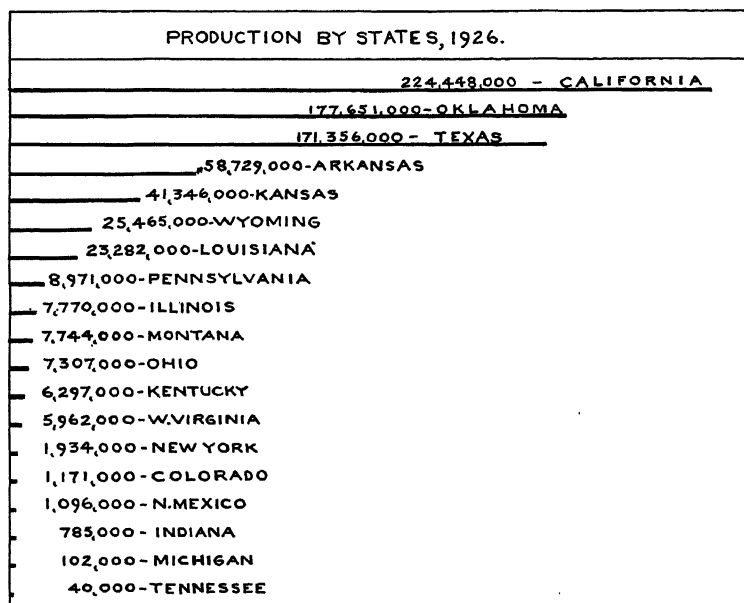 PRODUCTION BY STATES, 1926.
224,448,000 - CALIFORNIA
177,651,000-OKLAHOMA
171,356,000 - TEXAS
58,729,000-ARKANSAS
41,346,000-KANSAS
25,465,000-WYOMING
23,282,000-LOUISIANA
8,971,000-PENNSYLVANIA
7,770,000-ILLINOIS
7,744,000-MONTANA
7,307,000-OHIO
6,297,000-KENTUCKY
5,962,000-W.VIRGINIA
1,934,000-NEW YORK
1,171,000-COLORADO
1,096,000-N.MEXICO
785,000-INDIANA
102,000-MICHIGAN
40,000-TENNESSEE